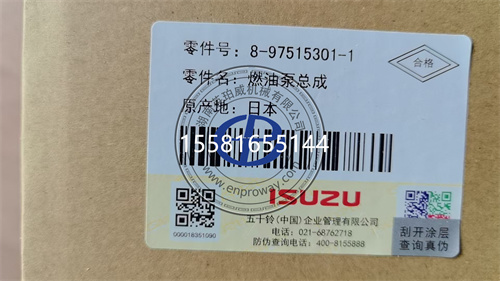 零件号: 8-97515301-1
合格
零件名: 燃油泵总成
原产地: 日本
15581655144
www.enproway.com
ISUZU
000018351090
五十铃(中国)企业管理有限公司
电话: 021-68762718
防伪查询电话: 400-8155888
刮开涂层
查询真伪